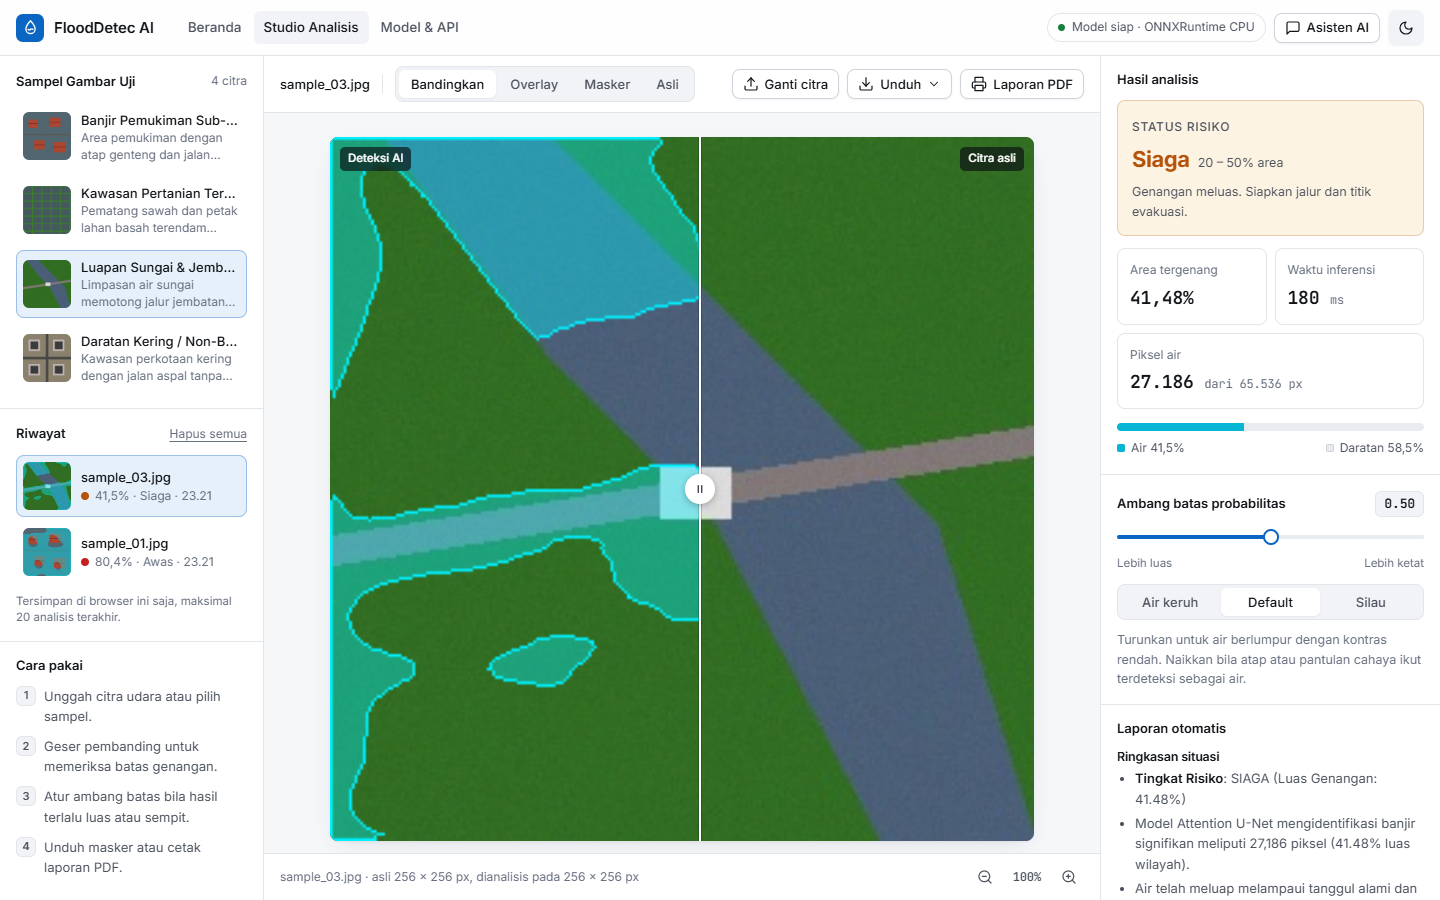 FloodDetec AI
Beranda
Studio Analisis
Model & API
Model siap · ONNXRuntime CPU
Asisten AI
Sampel Gambar Uji
4 citra
Banjir Pemukiman Sub-...
Area pemukiman dengan
atap genteng dan jalan...
Kawasan Pertanian Ter...
Pematang sawah dan petak
lahan basah terendam...
Luapan Sungai & Jemb...
Limpasan air sungai
memotong jalur jembatan...
Daratan Kering / Non-B...
Kawasan perkotaan kering
dengan jalan aspal tanpa...
Riwayat
Hapus semua
sample_03.jpg
41,5% · Siaga · 23.21
sample_01.jpg
80,4% · Awas · 23.21
Tersimpan di browser ini saja, maksimal
20 analisis terakhir.
Cara pakai
1 Unggah citra udara atau pilih
sampel.
2 Geser pembanding untuk
memeriksa batas genangan.
3 Atur ambang batas bila hasil
terlalu luas atau sempit.
4 Unduh masker atau cetak
laporan PDF.
sample_03.jpg
Bandingkan
Overlay
Masker
Asli
Ganti citra
Unduh
Laporan PDF
Deteksi AI
Citra asli
sample_03.jpg · asli 256 × 256 px, dianalisis pada 256 × 256 px
100%
Hasil analisis
STATUS RISIKO
Siaga 20 – 50% area
Genangan meluas. Siapkan jalur dan titik
evakuasi.
Area tergenang
41,48%
Waktu inferensi
180 ms
Piksel air
27.186 dari 65.536 px
Air 41,5%
Daratan 58,5%
Ambang batas probabilitas
0.50
Lebih luas
Lebih ketat
Air keruh
Default
Silau
Turunkan untuk air berlumpur dengan kontras
rendah. Naikkan bila atap atau pantulan cahaya ikut
terdeteksi sebagai air.
Laporan otomatis
Ringkasan situasi
• Tingkat Risiko: SIAGA (Luas Genangan:
41.48%)
• Model Attention U-Net mengidentifikasi banjir
signifikan meliputi 27,186 piksel (41.48% luas
wilayah).
• Air telah meluap melampaui tanggul alami dan